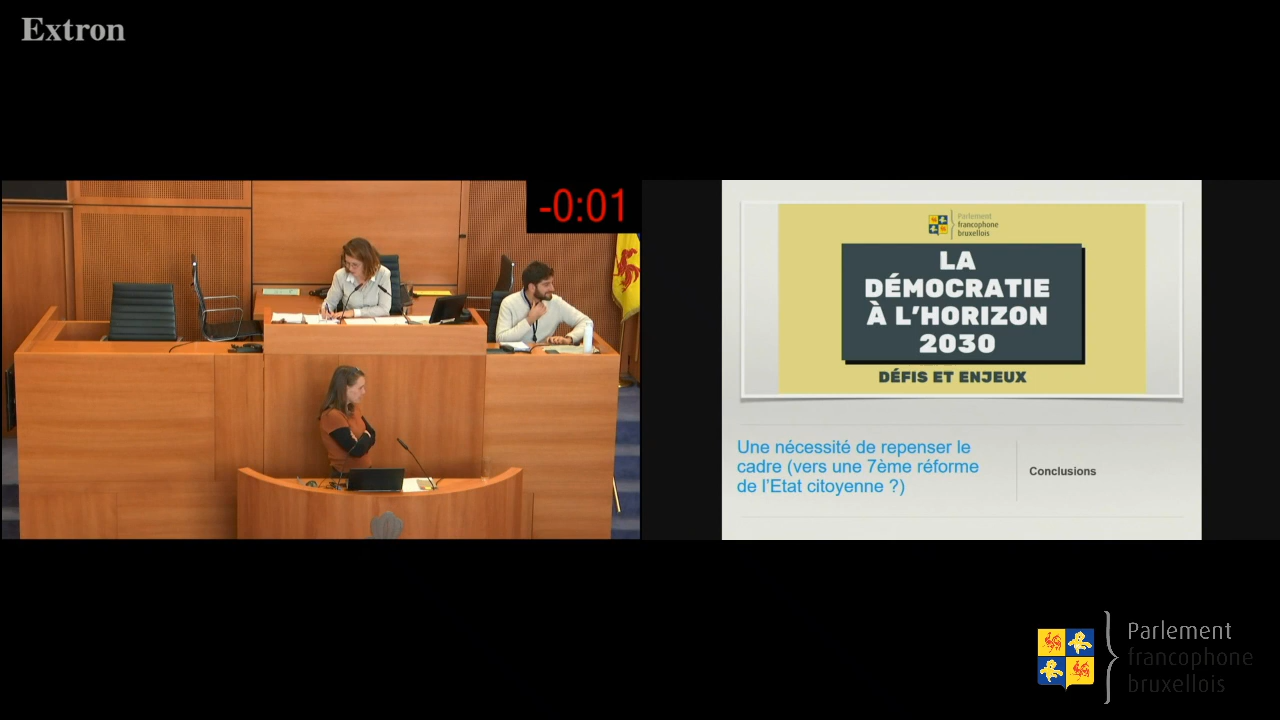 Extron
-0:01
Parlement
francophone
bruxellois
LA
DÉMOCRATIE
À L'HORIZON
2030
DÉFIS ET ENJEUX
Une nécessité de repenser le
cadre (vers une 7ème réforme
de l'Etat citoyenne ?)
Conclusions
Parlement
francophone
bruxellois